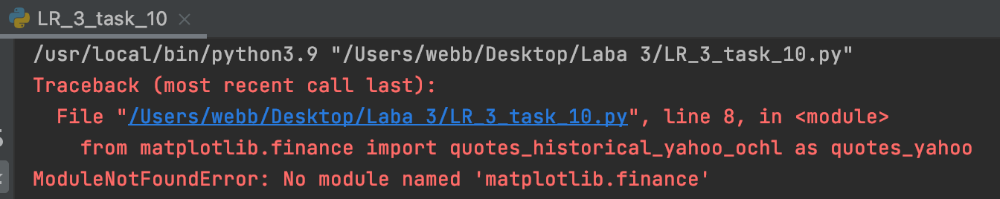 LR_3_task_10
/usr/local/bin/python3.9 "/Users/webb/Desktop/Laba 3/LR_3_task_10.py"
Traceback (most recent call last):
File "/Users/webb/Desktop/Laba 3/LR_3_task_10.py", line 8, in <module>
from matplotlib.finance import quotes_historical_yahoo_ochl as quotes_yahoo
ModuleNotFoundError: No module named 'matplotlib.finance'